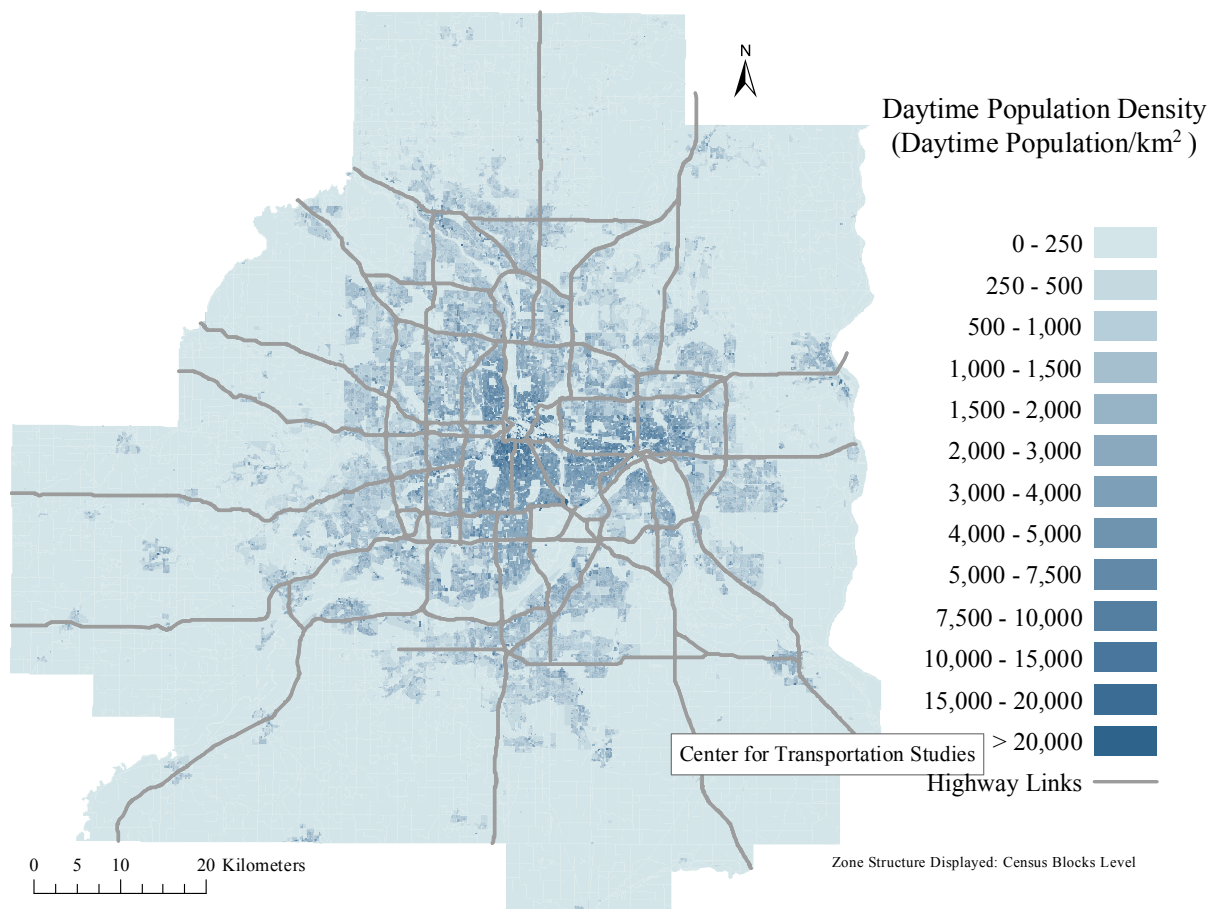 N
Daytime Population Density
(Daytime Population/km² )
0 - 250
250 - 500
500 - 1,000
1,000 - 1,500
1,500 - 2,000
2,000 - 3,000
3,000 - 4,000
4,000 - 5,000
5,000 - 7,500
7,500 - 10,000
10,000 - 15,000
15,000 - 20,000
> 20,000
Center for Transportation Studies
Highway Links
0 5 10 20 Kilometers
Zone Structure Displayed: Census Blocks Level